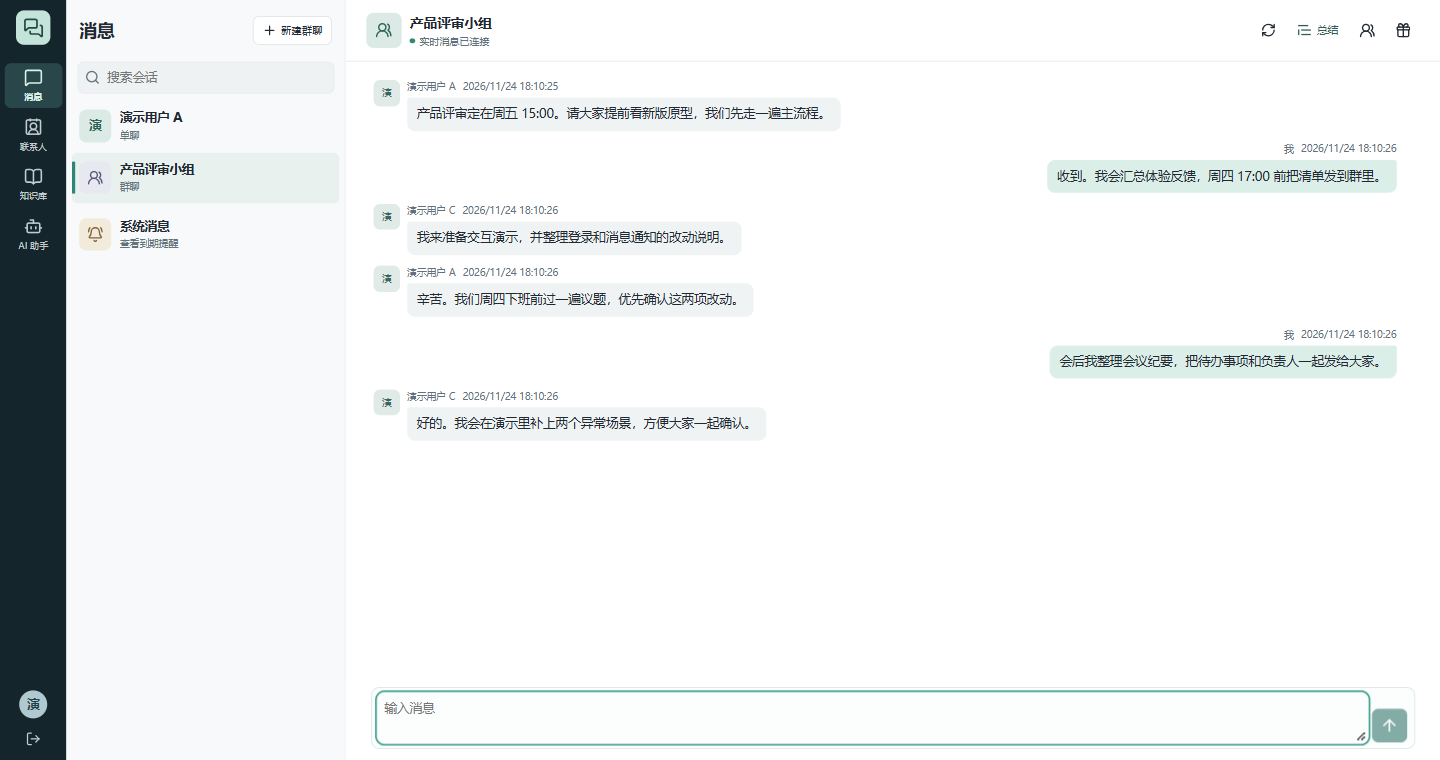 消息
联系人
知识库
AI 助手
演
消息
新建群聊
搜索会话
演
演示用户 A
单聊
产品评审小组
群聊
系统消息
查看到期提醒
产品评审小组
实时消息已连接
总结
演
演示用户 A 2026/11/24 18:10:25
产品评审定在周五 15:00。请大家提前看新版原型，我们先走一遍主流程。
我 2026/11/24 18:10:26
收到。我会汇总体验反馈，周四 17:00 前把清单发到群里。
演
演示用户 C 2026/11/24 18:10:26
我来准备交互演示，并整理登录和消息通知的改动说明。
演
演示用户 A 2026/11/24 18:10:26
辛苦。我们周四下班前过一遍议题，优先确认这两项改动。
我 2026/11/24 18:10:26
会后我整理会议纪要，把待办事项和负责人一起发给大家。
演
演示用户 C 2026/11/24 18:10:26
好的。我会在演示里补上两个异常场景，方便大家一起确认。
输入消息